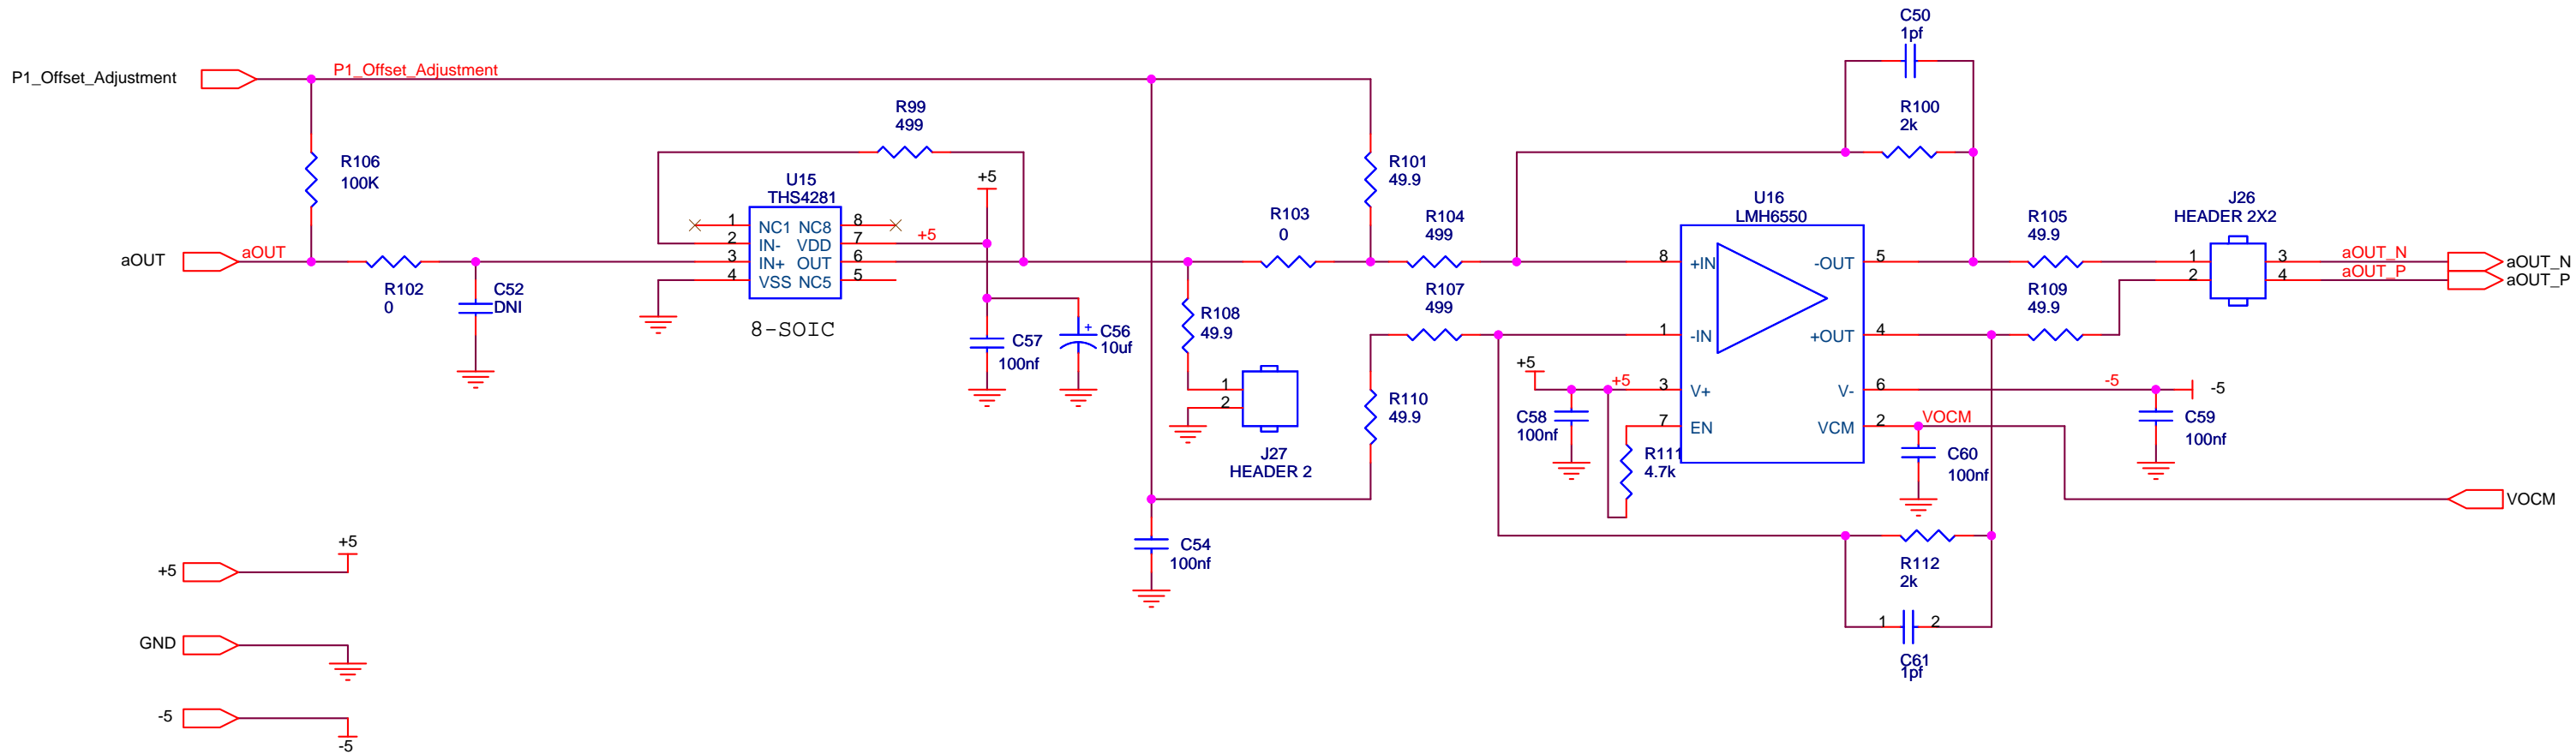 C50
1pf
P1_Offset_Adjustment
P1_Offset_Adjustment
R99
499
R100
2k
R106
100K
R101
49.9
U15
THS4281
+5
1 NC1 NC8 8
2 IN- VDD 7 +5
3 IN+ OUT 6
4 VSS NC5 5
8-SOIC
aOUT
aOUT
R102
0
C52
DNI
C57
100nf
+
C56
10uf
R103
0
R104
499
R108
49.9
R107
499
R110
49.9
1
2
J27
HEADER 2
U16
LMH6550
8 +IN -OUT 5
1 -IN +OUT 4
3 V+ V- 6
7 EN VCM 2
+5
+5
C58
100nf
R111
4.7k
R105
49.9
R109
49.9
J26
HEADER 2X2
1 3
2 4
aOUT_N
aOUT_P
aOUT_N
aOUT_P
-5
-5
C59
100nf
VOCM
C60
100nf
VOCM
C54
100nf
R112
2k
1 2
C61
1pf
+5
+5
GND
-5
-5